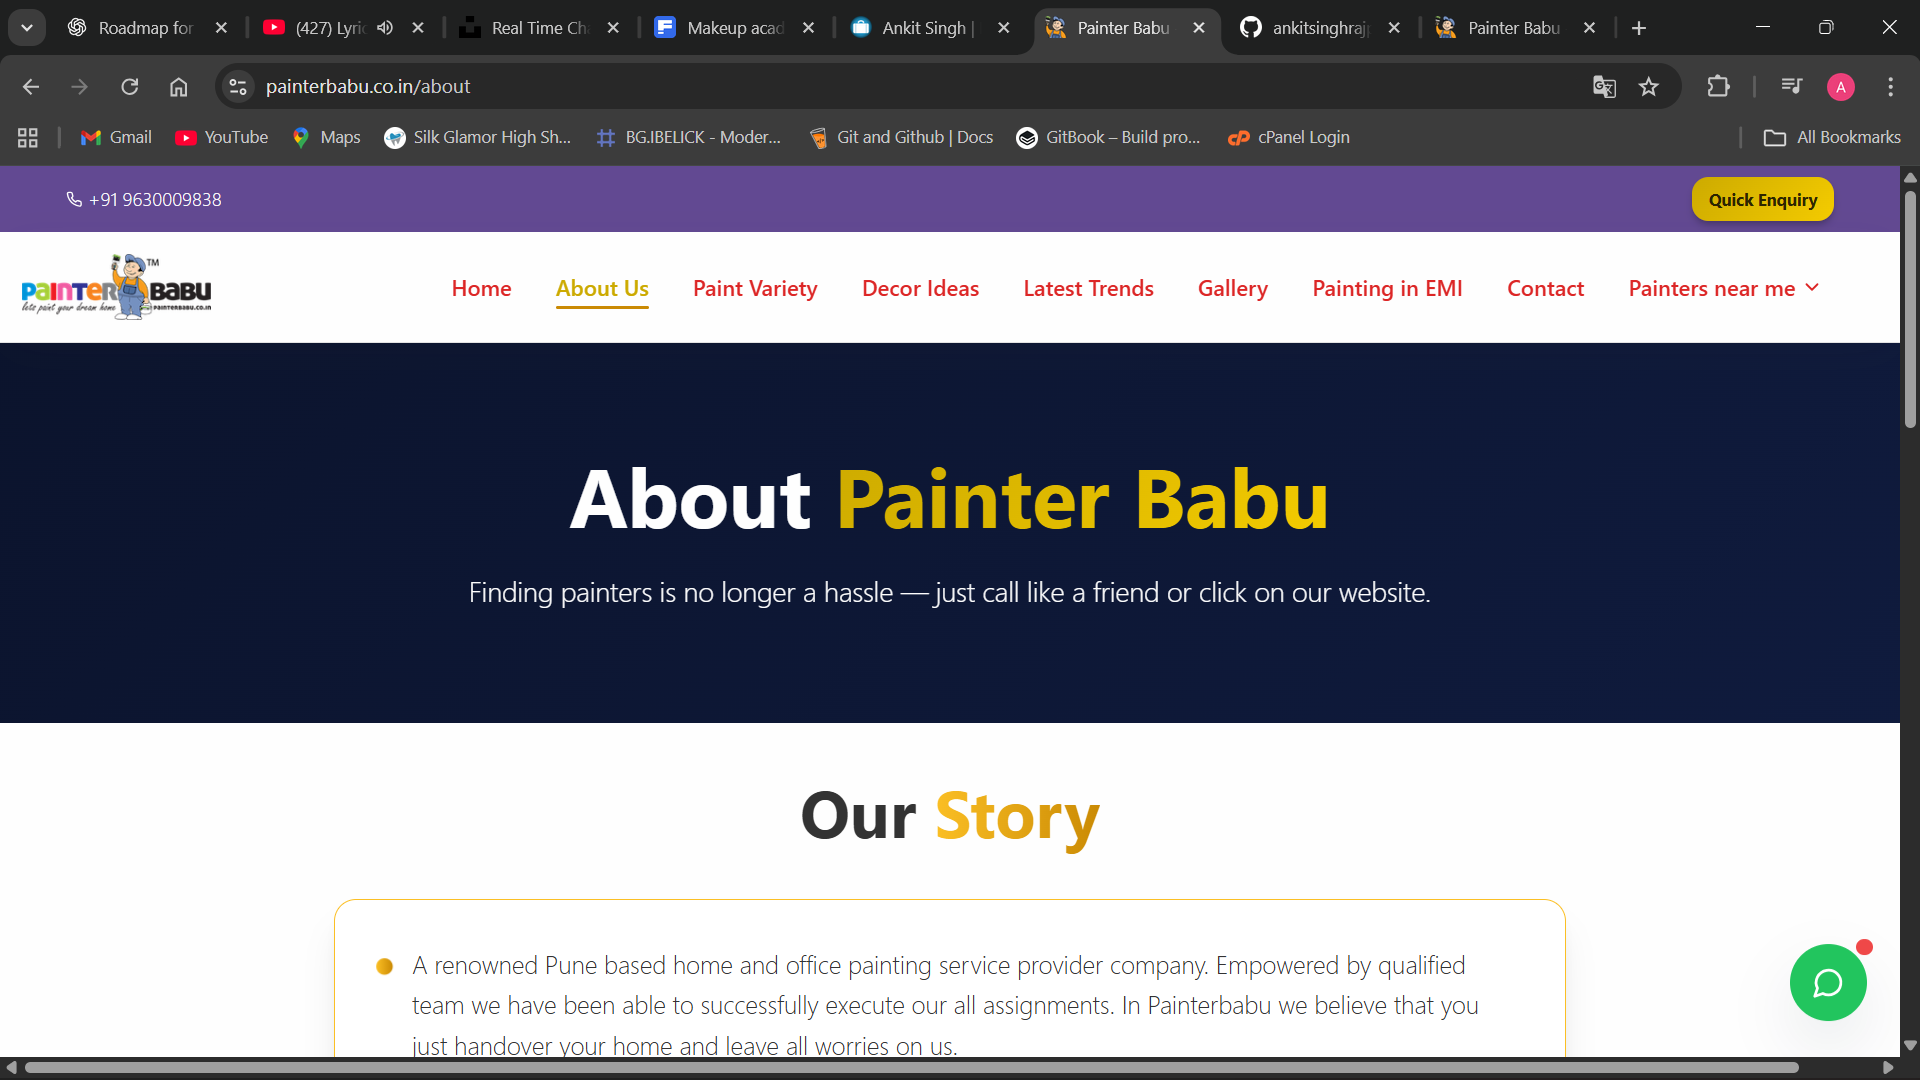 Roadmap for
(427) Lyri
Real Time Ch
Makeup acad
Ankit Singh |
Painter Babu
ankitsinghraj
Painter Babu
painterbabu.co.in/about
A
Gmail
YouTube
Maps
Silk Glamor High Sh...
BG.IBELICK - Moder...
Git and Github | Docs
GitBook – Build pro...
cPanel Login
All Bookmarks
+91 9630009838
Quick Enquiry
PAINTER BABU TM
lets paint your dream home PAINTERBABU.CO.IN
Home
About Us
Paint Variety
Decor Ideas
Latest Trends
Gallery
Painting in EMI
Contact
Painters near me
About Painter Babu
Finding painters is no longer a hassle — just call like a friend or click on our website.
Our Story
A renowned Pune based home and office painting service provider company. Empowered by qualified
team we have been able to successfully execute our all assignments. In Painterbabu we believe that you
just handover your home and leave all worries on us.